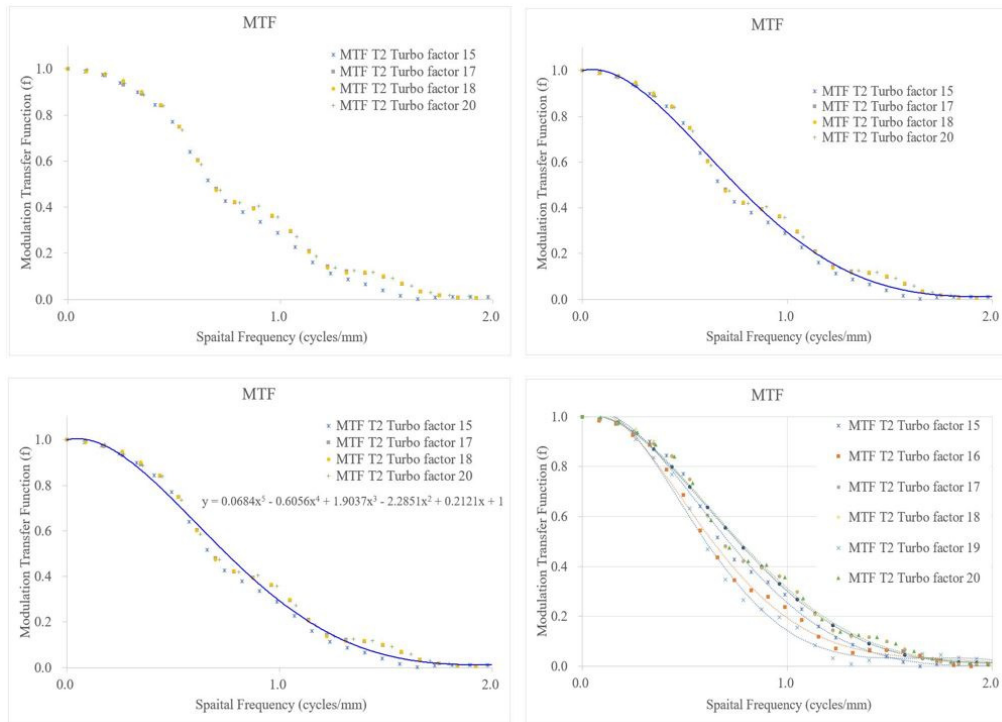 MTF
MTF T2 Turbo factor 15
MTF T2 Turbo factor 17
MTF T2 Turbo factor 18
MTF T2 Turbo factor 20
Modulation Transfer Function (f)
1.0
0.8
0.6
0.4
0.2
0.0
0.0
1.0
2.0
Spaital Frequency (cycles/mm)
MTF
MTF T2 Turbo factor 15
MTF T2 Turbo factor 17
MTF T2 Turbo factor 18
MTF T2 Turbo factor 20
Modulation Transfer Function (f)
1.0
0.8
0.6
0.4
0.2
0.0
0.0
1.0
2.0
Spaital Frequency (cycles/mm)
MTF
MTF T2 Turbo factor 15
MTF T2 Turbo factor 17
MTF T2 Turbo factor 18
MTF T2 Turbo factor 20
y = 0.0684x⁵ - 0.6056x⁴ + 1.9037x³ - 2.2851x² + 0.2121x + 1
Modulation Transfer Function (f)
1.0
0.8
0.6
0.4
0.2
0.0
0.0
1.0
2.0
Spaital Frequency (cycles/mm)
MTF
MTF T2 Turbo factor 15
MTF T2 Turbo factor 16
MTF T2 Turbo factor 17
MTF T2 Turbo factor 18
MTF T2 Turbo factor 19
MTF T2 Turbo factor 20
Modulation Transfer Function (f)
1.0
0.8
0.6
0.4
0.2
0.0
0.0
1.0
2.0
Spaital Frequency (cycles/mm)